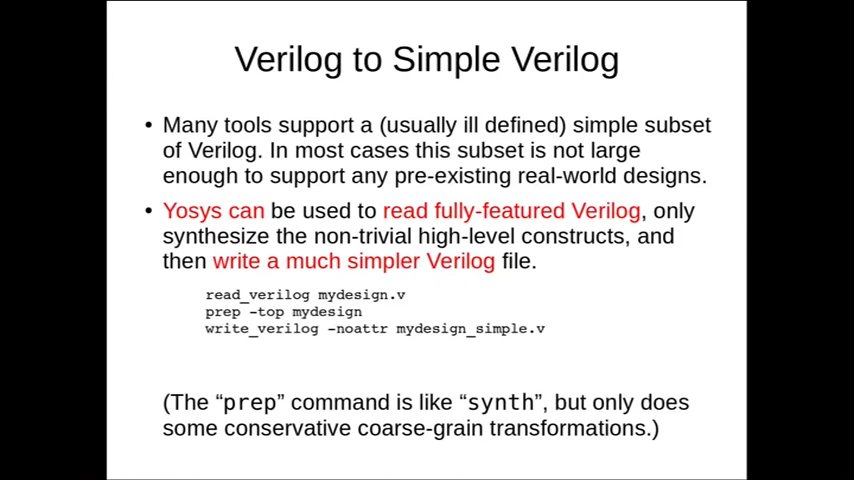 Verilog to Simple Verilog
• Many tools support a (usually ill defined) simple subset
of Verilog. In most cases this subset is not large
enough to support any pre-existing real-world designs.
• Yosys can be used to read fully-featured Verilog, only
synthesize the non-trivial high-level constructs, and
then write a much simpler Verilog file.
read_verilog mydesign.v
prep -top mydesign
write_verilog -noattr mydesign_simple.v
(The “prep” command is like “synth”, but only does
some conservative coarse-grain transformations.)